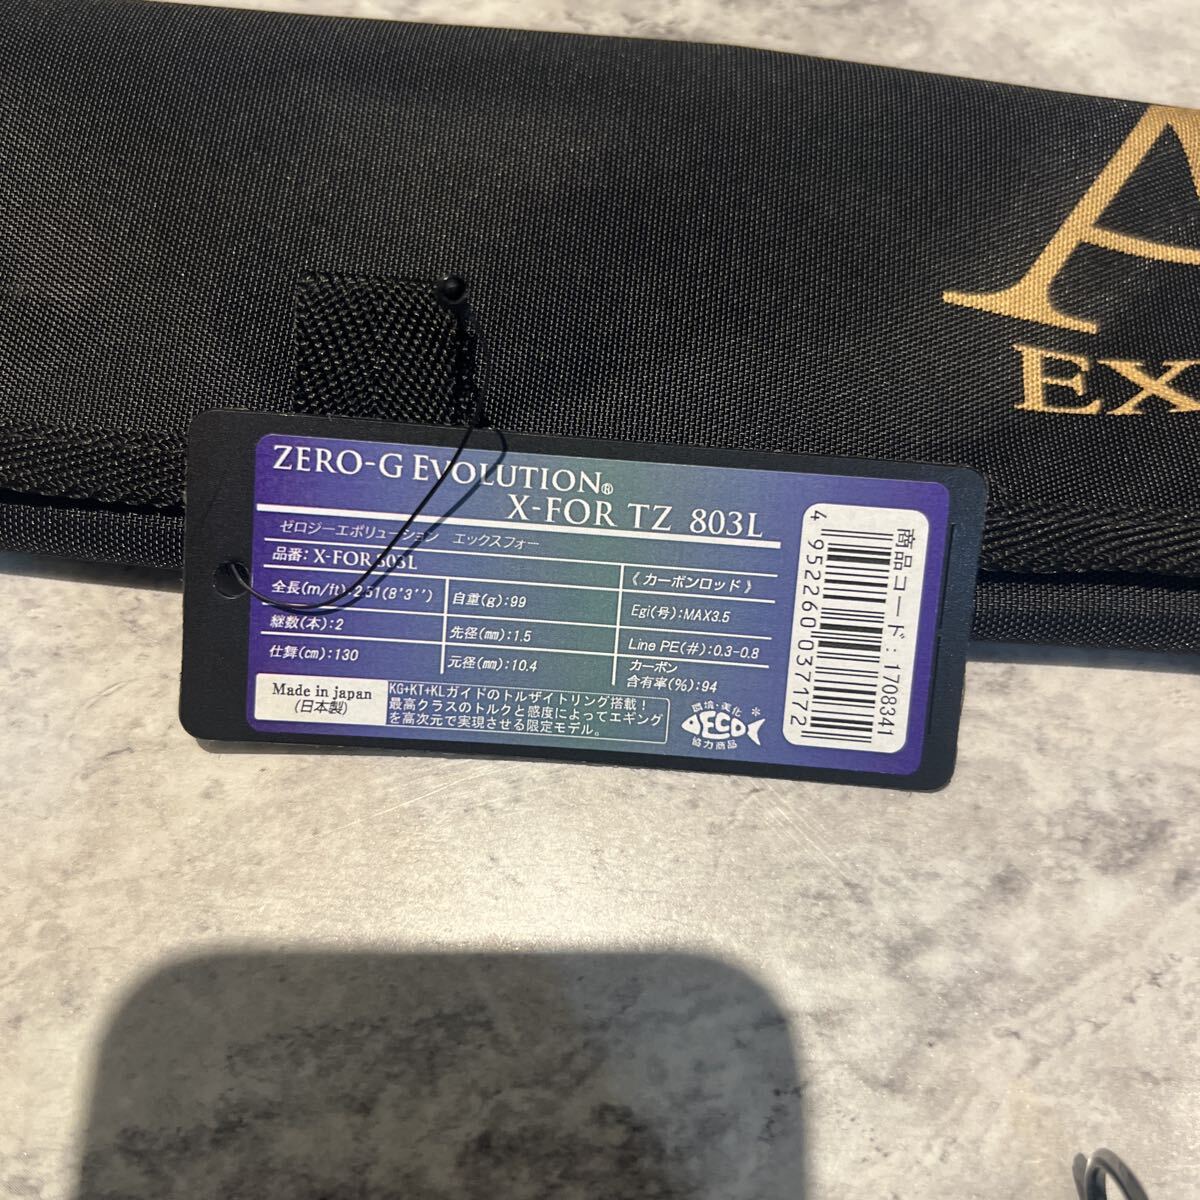 A
EX
ZERO-G EVOLUTION®
X-FOR TZ 803L
ゼロジーエボリューション エックスフォー
品番: X-FOR 803L
《 カーボンロッド 》
全長(m/ft):2.51(8'3'')
自重(g):99
Egi(号):MAX3.5
継数(本):2
先径(㎜):1.5
Line PE(#):0.3-0.8
仕舞(㎝):130
元径(㎜):10.4
カーボン
含有率(%):94
Made in japan
(日本製)
KG+KT+KLガイドのトルザイトリング搭載!
最高クラスのトルクと感度によってエギング
を高次元で実現させる限定モデル。
環境・美化
ECO
協力商品
4 952260 037172
商品コード:1708341